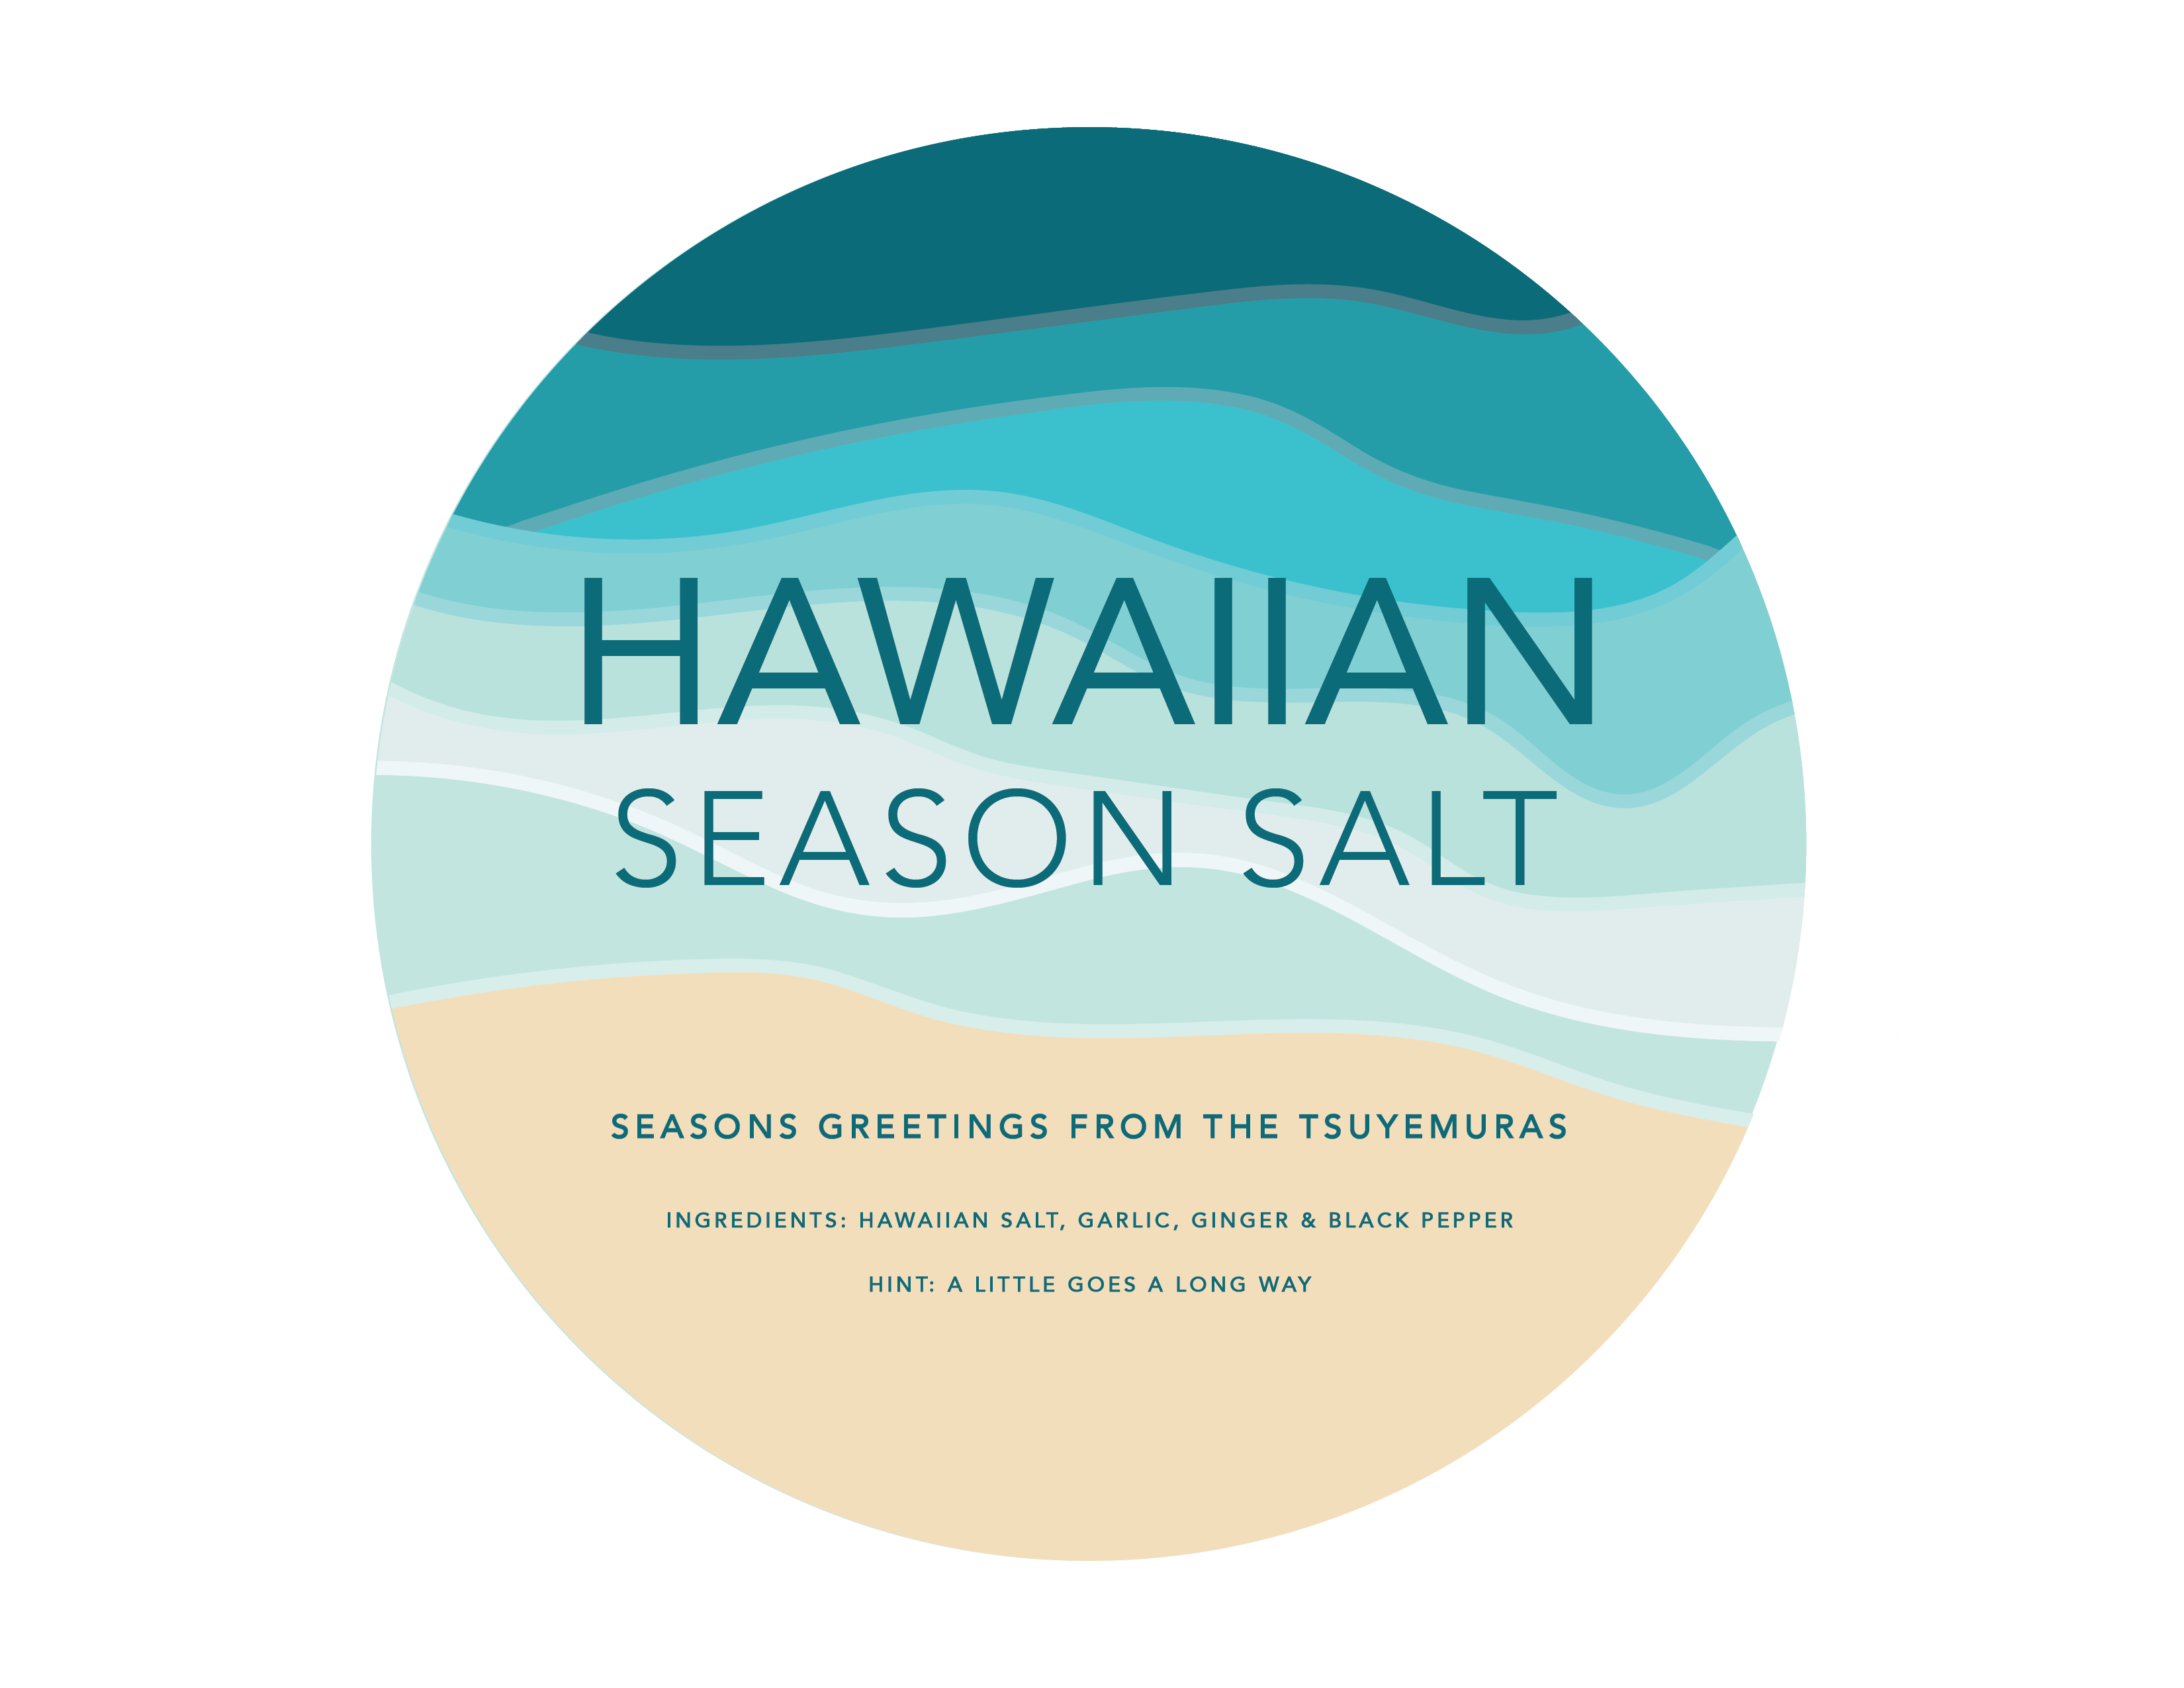 HAWAIIAN
SEASON SALT
SEASONS GREETINGS FROM THE TSUYEMURAS
INGREDIENTS: HAWAIIAN SALT, GARLIC, GINGER & BLACK PEPPER
HINT: A LITTLE GOES A LONG WAY